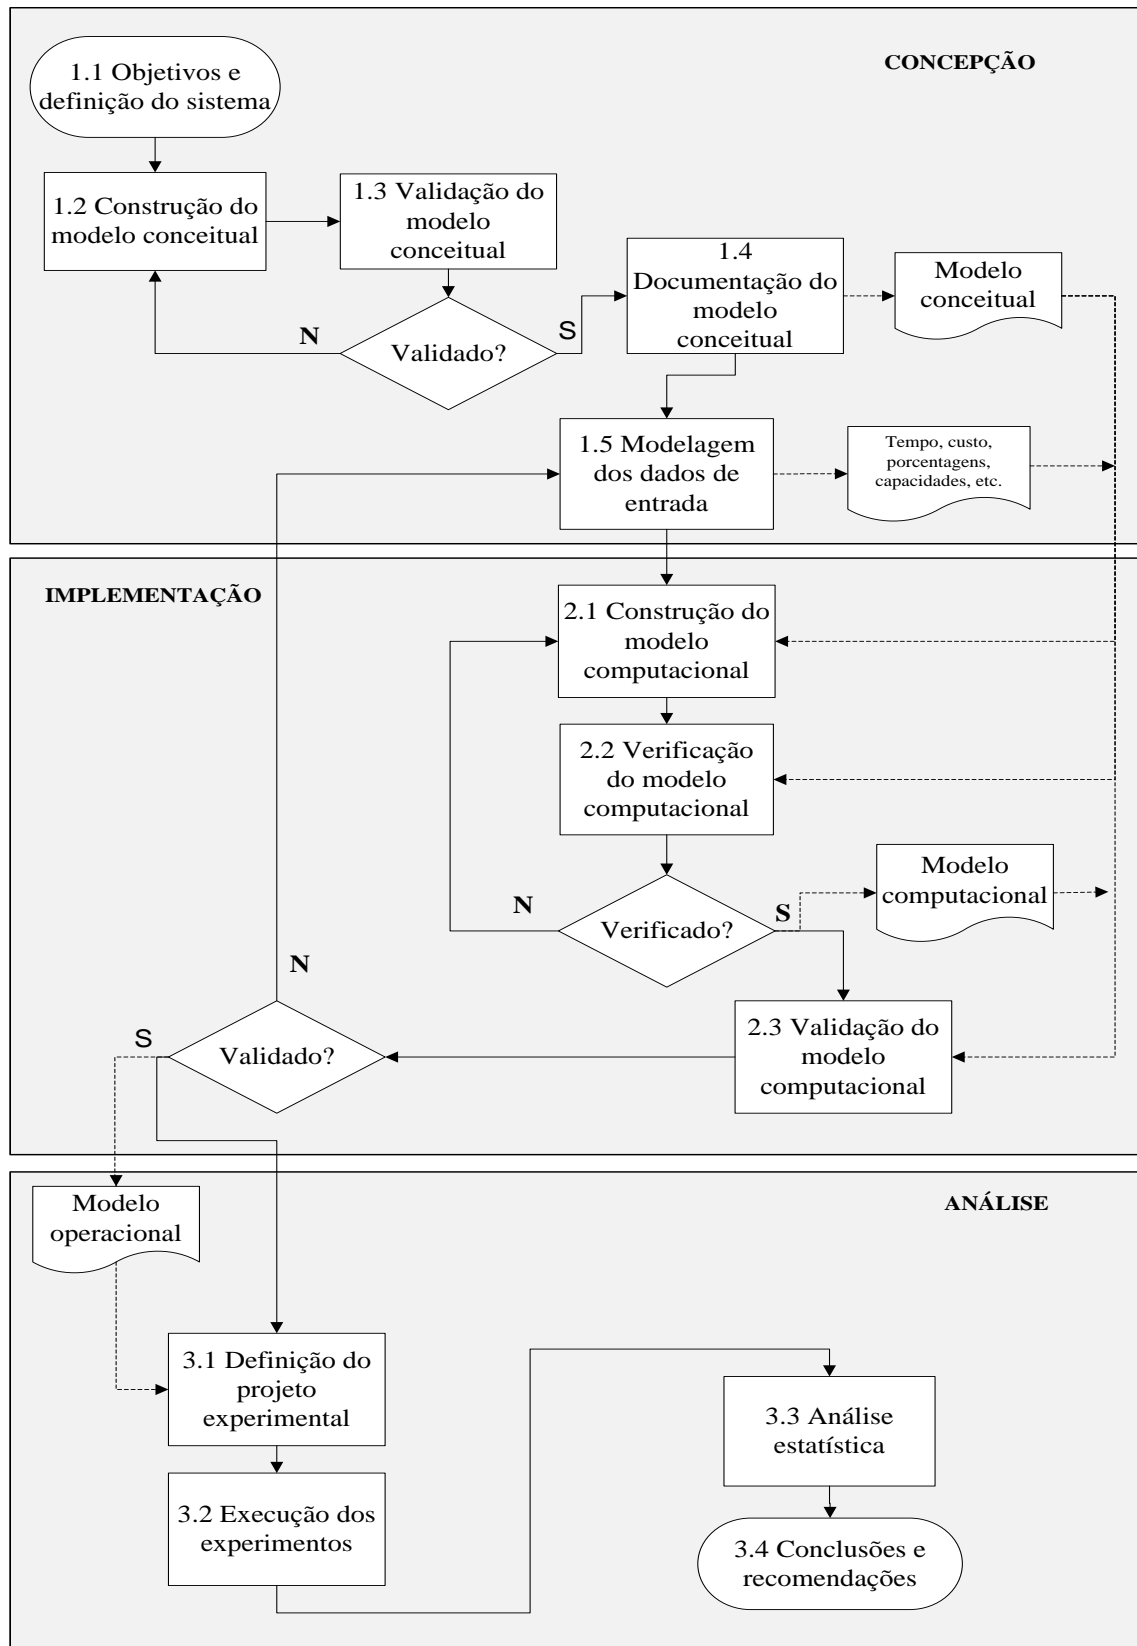 CONCEPÇÃO
1.1 Objetivos e
definição do sistema
1.2 Construção do
modelo conceitual
1.3 Validação do
modelo
conceitual
Validado?
N
S
1.4
Documentação do
modelo
conceitual
Modelo
conceitual
1.5 Modelagem
dos dados de
entrada
Tempo, custo,
porcentagens,
capacidades, etc.
IMPLEMENTAÇÃO
2.1 Construção do
modelo
computacional
2.2 Verificação
do modelo
computacional
Verificado?
N
S
Modelo
computacional
2.3 Validação do
modelo
computacional
Validado?
N
S
ANÁLISE
Modelo
operacional
3.1 Definição do
projeto
experimental
3.2 Execução dos
experimentos
3.3 Análise
estatística
3.4 Conclusões e
recomendações